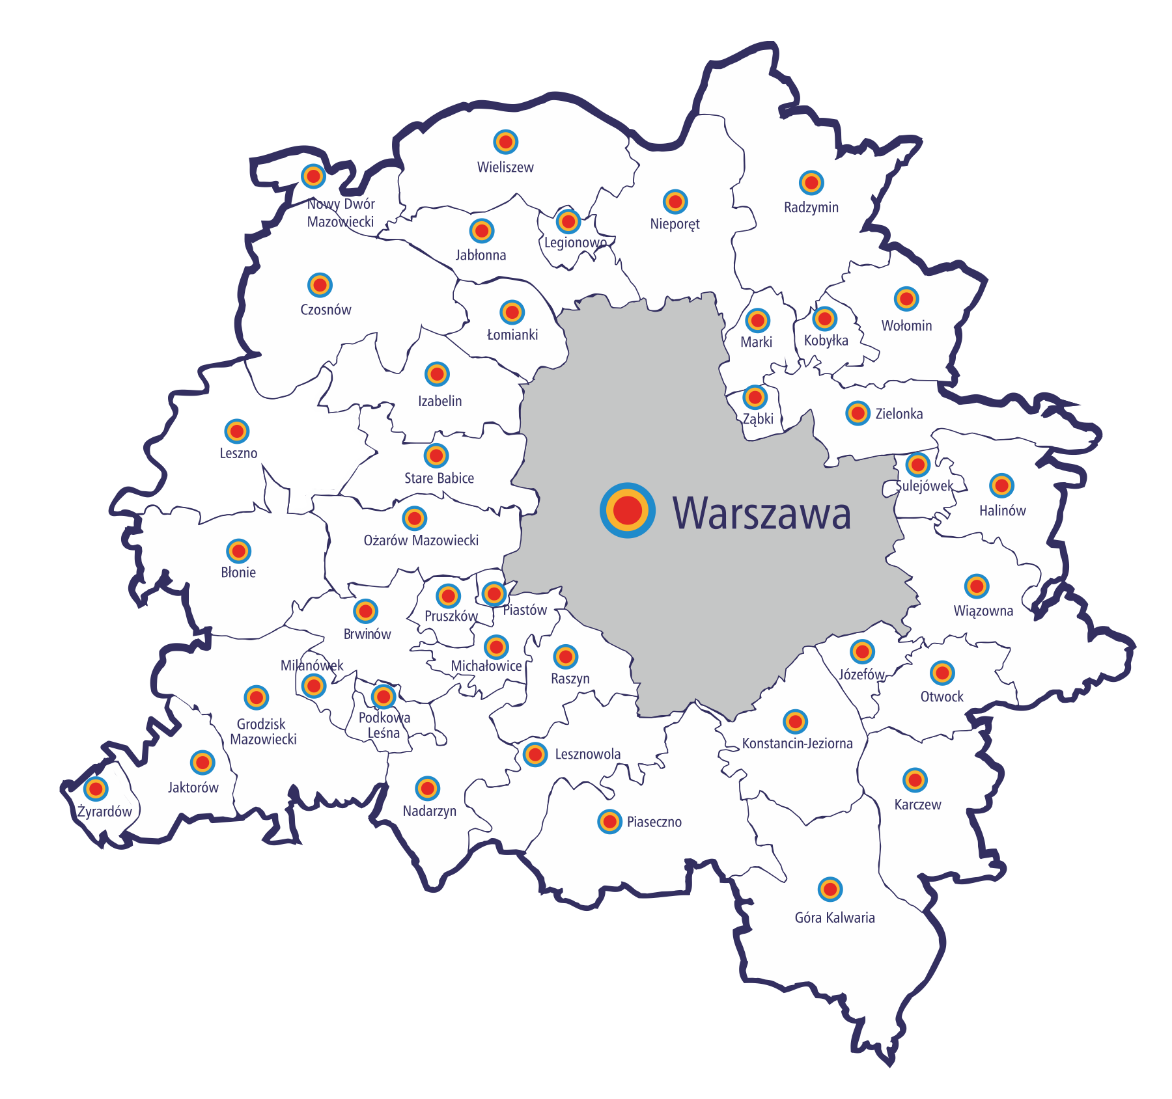 Wieliszew
Nowy Dwór
Mazowiecki
Radzymin
Nieporęt
Legionowo
Jabłonna
Czosnów
Łomianki
Wołomin
Marki
Kobyłka
Izabelin
Ząbki
Zielonka
Leszno
Stare Babice
ulejówek
Halinów
Warszawa
Ożarów Mazowiecki
Błonie
Pruszków
Piastów
Wiązowna
Brwinów
Milanówek
Michałowice
Raszyn
Józefów
Otwock
Podkowa
Leśna
Grodzisk
Mazowiecki
Konstancin-Jeziorna
Lesznowola
Jaktorów
Żyrardów
Nadarzyn
Piaseczno
Karczew
Góra Kalwaria